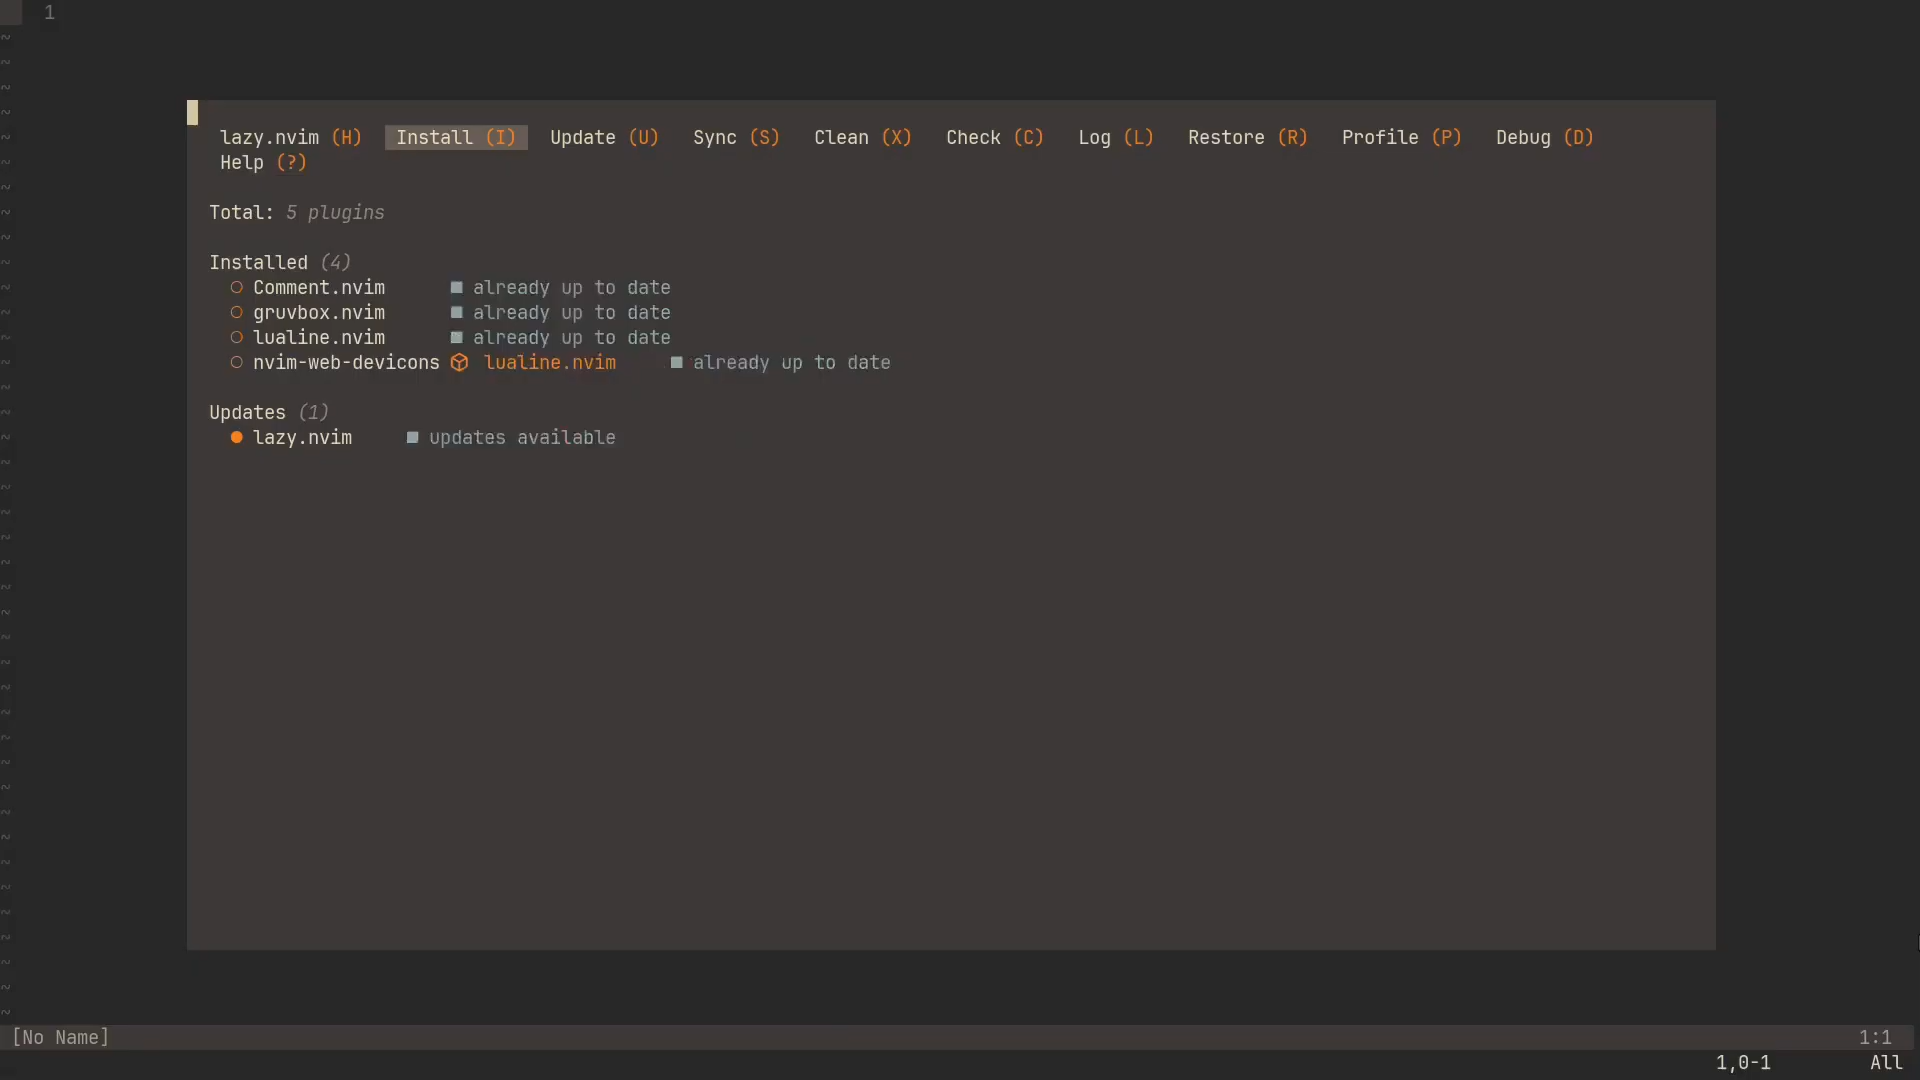 1
lazy.nvim (H) Install (I) Update (U) Sync (S) Clean (X) Check (C) Log (L) Restore (R) Profile (P) Debug (D)
Help (?)
Total: 5 plugins
Installed (4)
○ Comment.nvim ■ already up to date
○ gruvbox.nvim ■ already up to date
○ lualine.nvim ■ already up to date
○ nvim-web-devicons lualine.nvim ■ already up to date
Updates (1)
● lazy.nvim ■ updates available
[No Name] 1:1
1,0-1 All